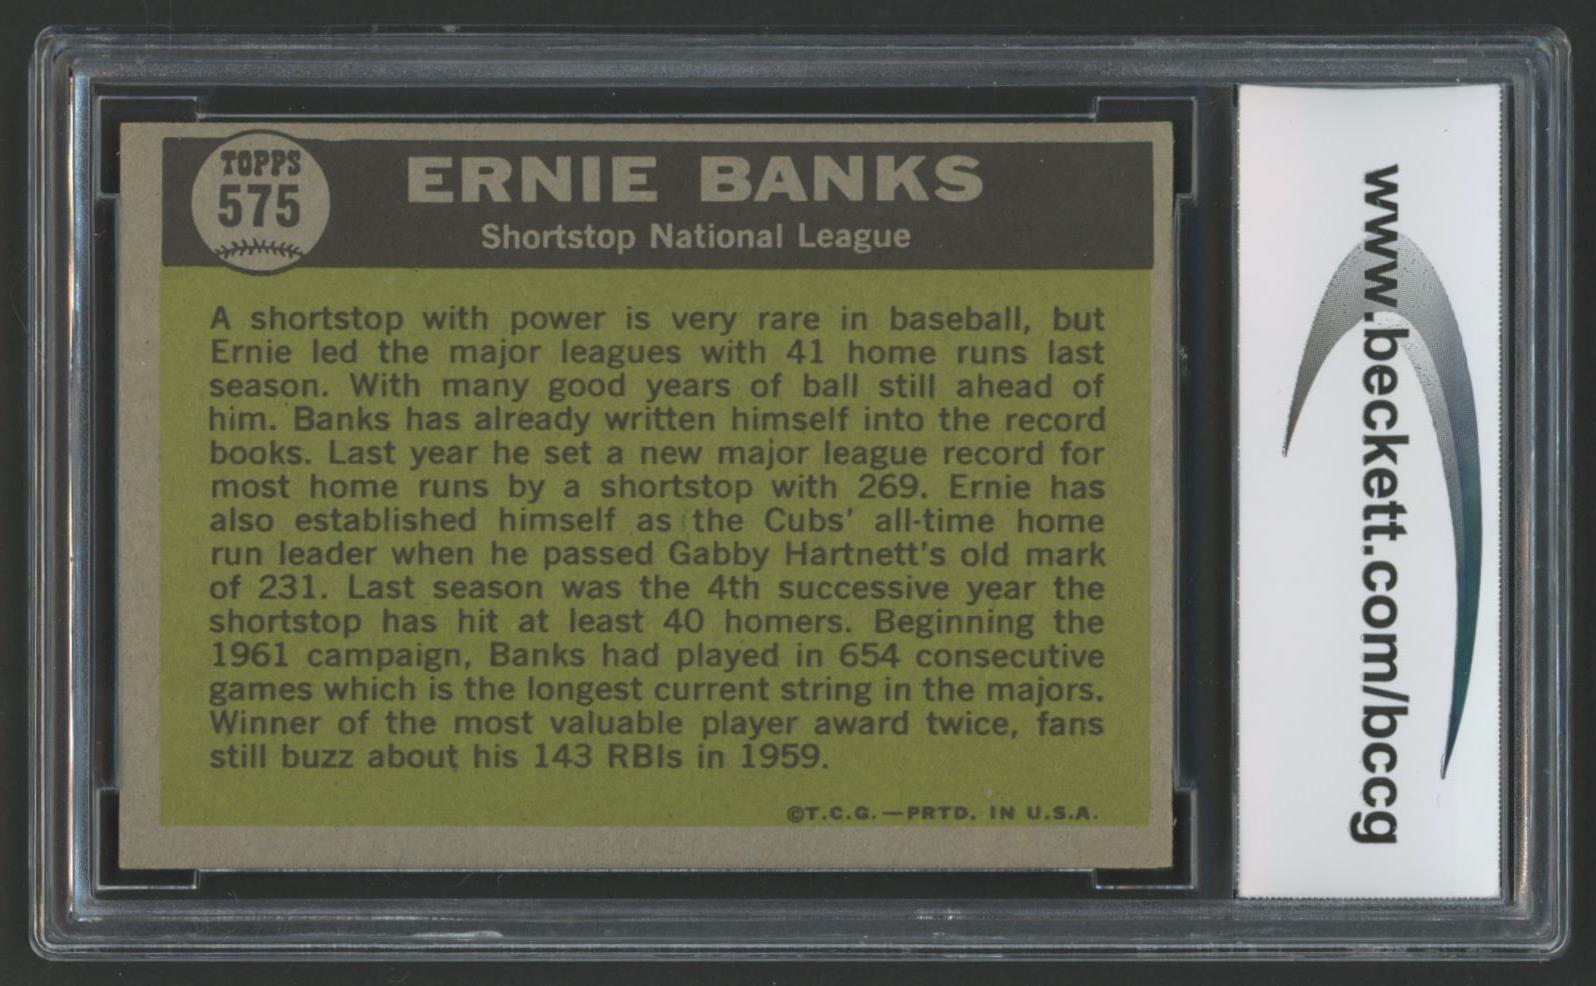 TOPPS
575
ERNIE BANKS
Shortstop National League
A shortstop with power is very rare in baseball, but
Ernie led the major leagues with 41 home runs last
season. With many good years of ball still ahead of
him. Banks has already written himself into the record
books. Last year he set a new major league record for
most home runs by a shortstop with 269. Ernie has
also established himself as the Cubs' all-time home
run leader when he passed Gabby Hartnett's old mark
of 231. Last season was the 4th successive year the
shortstop has hit at least 40 homers. Beginning the
1961 campaign, Banks had played in 654 consecutive
games which is the longest current string in the majors.
Winner of the most valuable player award twice, fans
still buzz about his 143 RBIs in 1959.
©T.C.G.—PRTD. IN U.S.A.
www.beckett.com/bccg